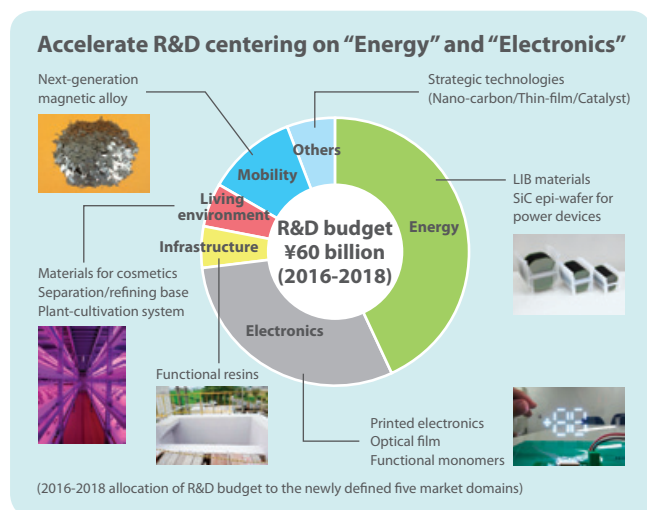 Accelerate R&D centering on “Energy” and “Electronics”
Next-generation
magnetic alloy
Strategic technologies
(Nano-carbon/Thin-film/Catalyst)
Others
Mobility
LIB materials
SiC epi-wafer for
power devices
Living
environment
Energy
R&D budget
¥60 billion
(2016-2018)
Infrastructure
Materials for cosmetics
Separation/refining base
Plant-cultivation system
Electronics
Functional resins
Printed electronics
Optical film
Functional monomers
(2016-2018 allocation of R&D budget to the newly defined five market domains)